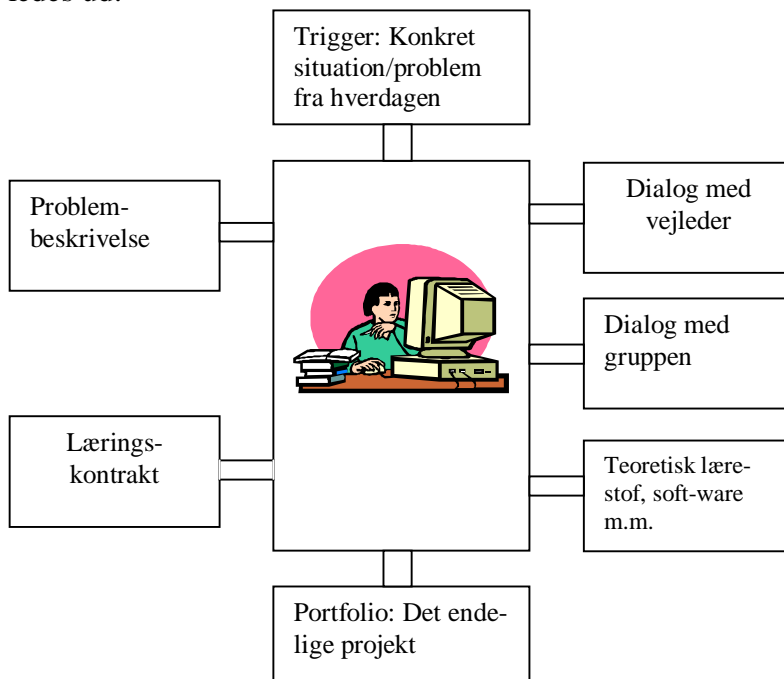 Trigger: Konkret
situation/problem
fra hverdagen
Problem-
beskrivelse
Dialog med
vejleder
Dialog med
gruppen
Lærings-
kontrakt
Teoretisk lære-
stof, soft-ware
m.m.
Portfolio: Det ende-
lige projekt